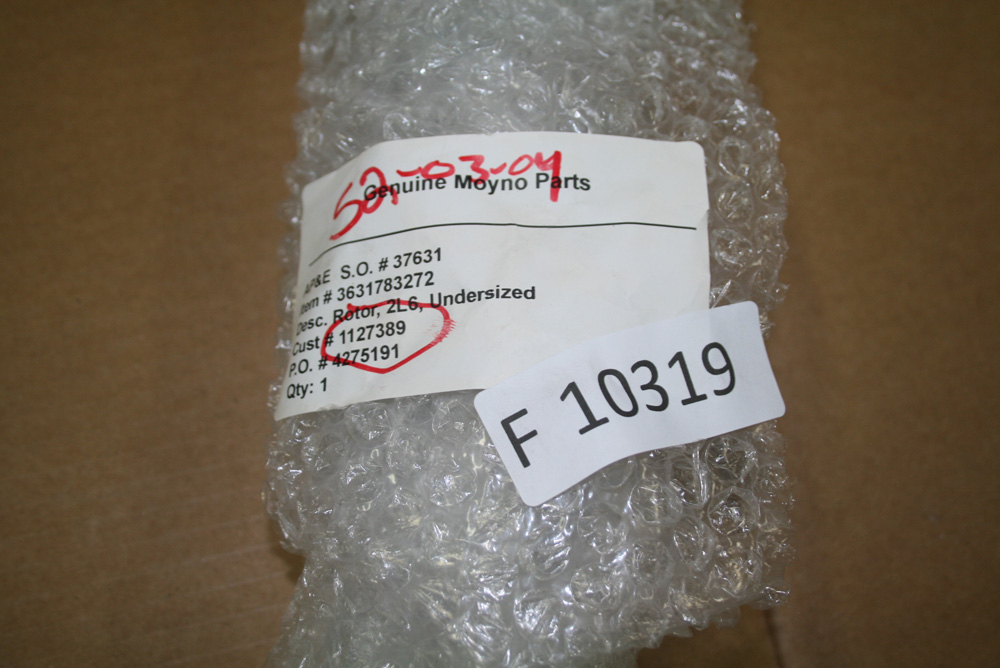 52-03-04
Genuine Moyno Parts
AP&E S.O. # 37631
Item # 3631783272
Desc. Rotor, 2L6, Undersized
Cust # 1127389
P.O. # 4275191
Qty: 1
F 10319